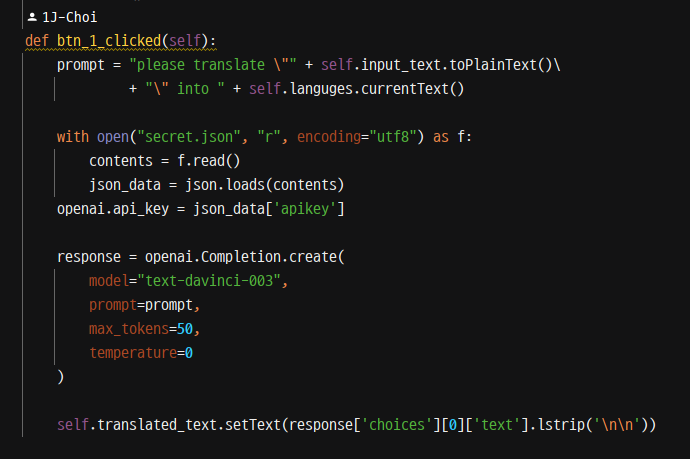 1J-Choi
def btn_1_clicked(self):
    prompt = "please translate \"" + self.input_text.toPlainText()\
             + "\" into " + self.languges.currentText()
    with open("secret.json", "r", encoding="utf8") as f:
        contents = f.read()
        json_data = json.loads(contents)
    openai.api_key = json_data['apikey']
    response = openai.Completion.create(
        model="text-davinci-003",
        prompt=prompt,
        max_tokens=50,
        temperature=0
    )
    self.translated_text.setText(response['choices'][0]['text'].lstrip('\n\n'))